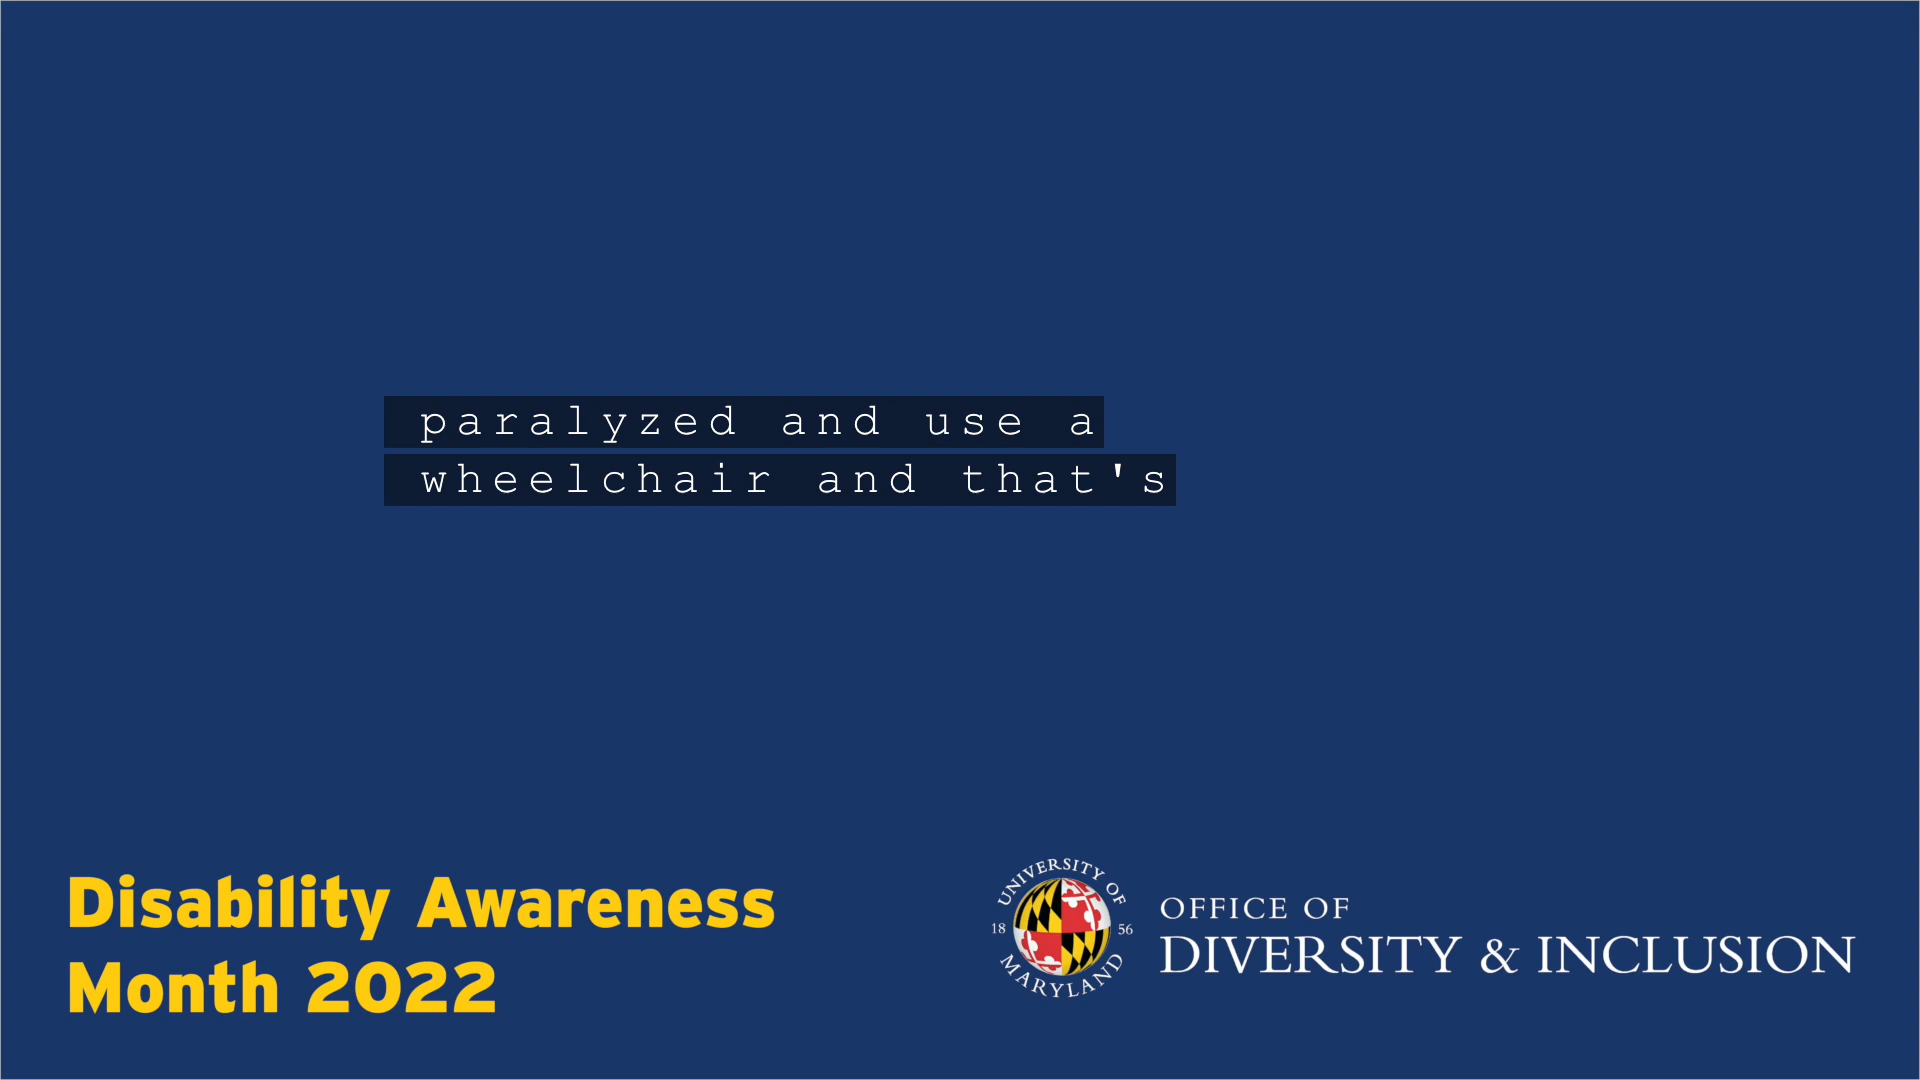 paralyzed and use a
wheelchair and that's
Disability Awareness
Month 2022
UNIVERSITY OF
18 56
MARYLAND
OFFICE OF
DIVERSITY & INCLUSION